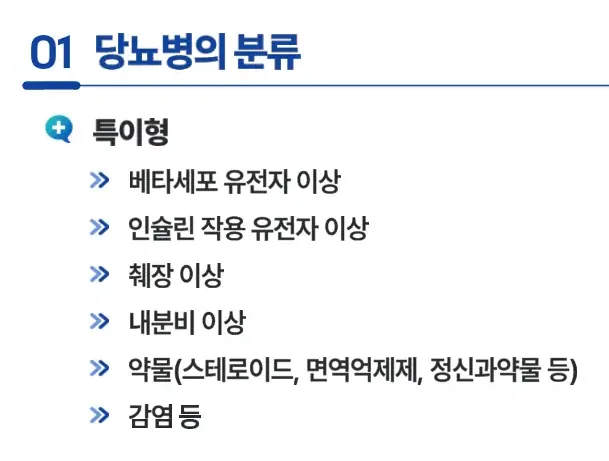 01 당뇨병의 분류
특이형
베타세포 유전자 이상
인슐린 작용 유전자 이상
췌장 이상
내분비 이상
약물(스테로이드, 면역억제제, 정신과약물 등)
감염 등